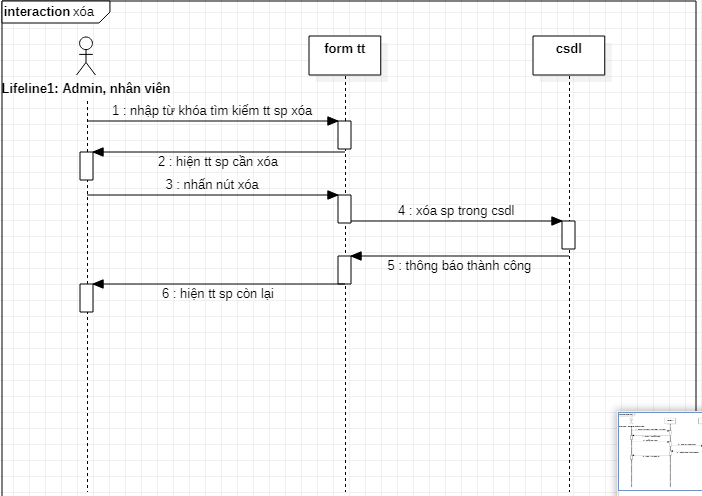 interaction xóa
form tt
csdl
Lifeline1: Admin, nhân viên
1 : nhập từ khóa tìm kiếm tt sp xóa
2 : hiện tt sp cần xóa
3 : nhấn nút xóa
4 : xóa sp trong csdl
5 : thông báo thành công
6 : hiện tt sp còn lại